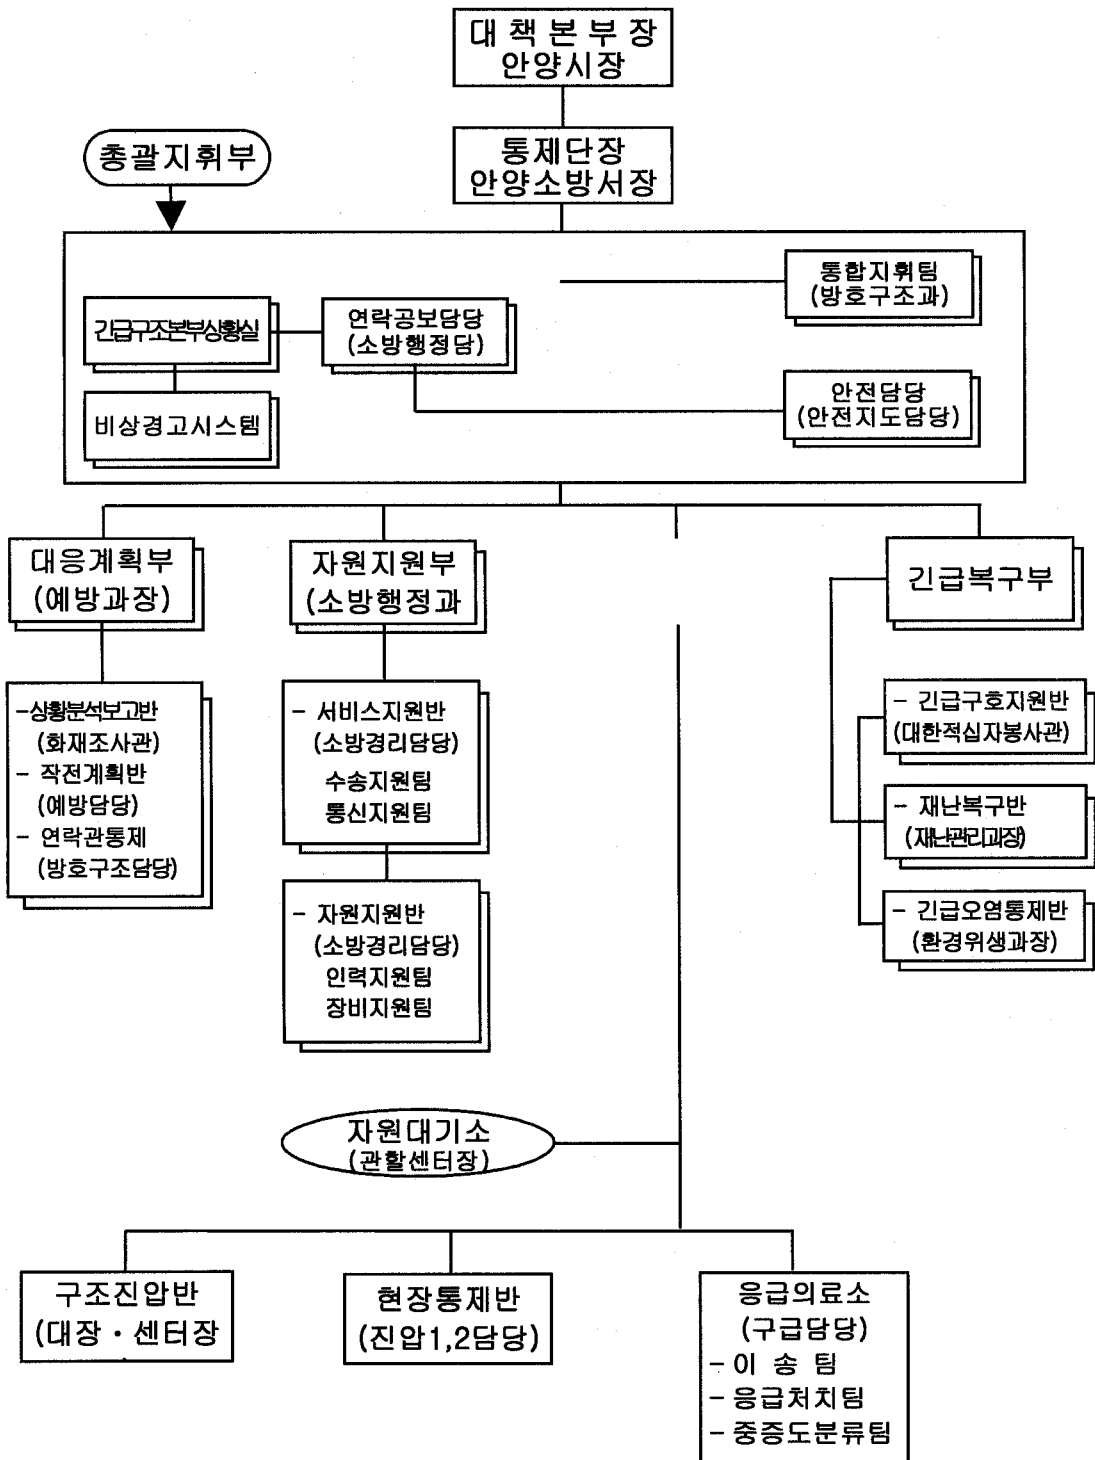 대 책 본 부 장
안양시장
총괄지휘부
통제단장
안양소방서장
통합지휘팀
(방호구조과)
긴급구조본부상황실
연락공보담당
(소방행정담)
비상경고시스템
안전담당
(안전지도담당)
대응계획부
(예방과장)
자원지원부
(소방행정과
긴급복구부
-상황분석보고반
(화재조사관)
- 작전계획반
(예방담당)
- 연락관통제
(방호구조담당)
- 서비스지원반
(소방경리담당)
수송지원팀
통신지원팀
- 자원지원반
(소방경리담당)
인력지원팀
장비지원팀
- 긴급구호지원반
(대한적십자봉사관)
- 재난복구반
(재난관리과장)
- 긴급오염통제반
(환경위생과장)
자원대기소
(관할센터장)
구조진압반
(대장・센터장
현장통제반
(진압1,2담당)
응급의료소
(구급담당)
- 이 송 팀
- 응급처치팀
- 중증도분류팀